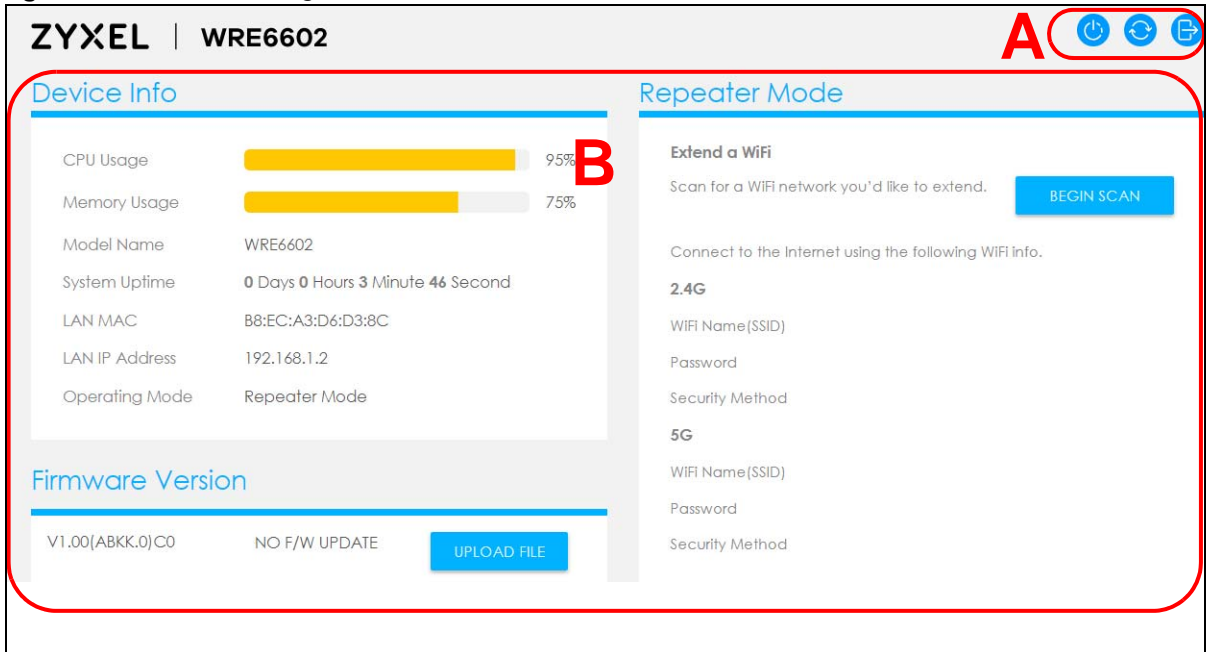 ZYXEL | WRE6602
A
Device Info
CPU Usage 95%
Memory Usage 75%
Model Name WRE6602
System Uptime 0 Days 0 Hours 3 Minute 46 Second
LAN MAC B8:EC:A3:D6:D3:8C
LAN IP Address 192.168.1.2
Operating Mode Repeater Mode
B
Firmware Version
V1.00(ABKK.0)C0 NO F/W UPDATE UPLOAD FILE
Repeater Mode
Extend a WiFi
Scan for a WiFi network you'd like to extend.
BEGIN SCAN
Connect to the Internet using the following WiFi info.
2.4G
WiFi Name(SSID)
Password
Security Method
5G
WiFi Name(SSID)
Password
Security Method